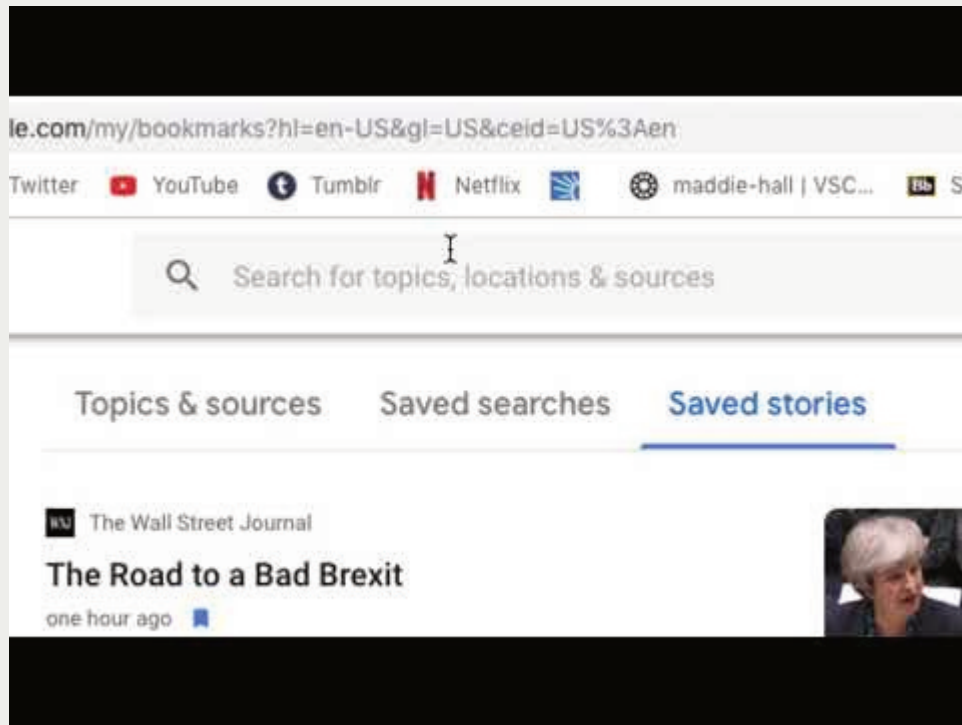 le.com/my/bookmarks?hl=en-US&gl=US&ceid=US%3Aen
Twitter YouTube Tumblr Netflix maddie-hall | VSC... Bb S
Search for topics, locations & sources
Topics & sources Saved searches Saved stories
WSJ The Wall Street Journal
The Road to a Bad Brexit
one hour ago